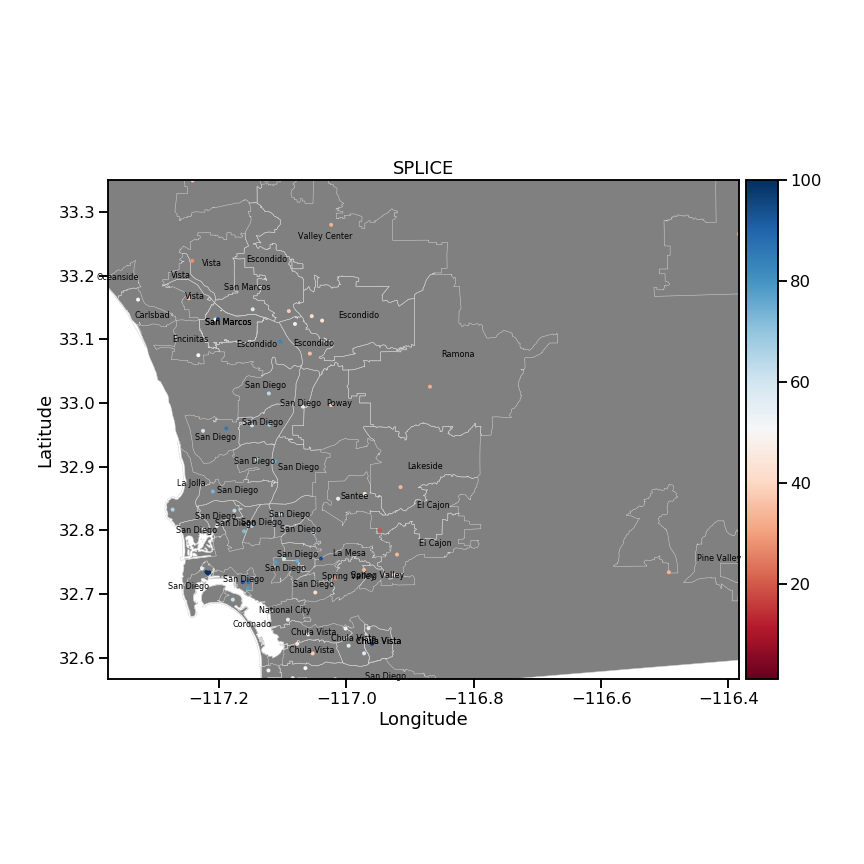 SPLICE
100
33.3
Valley Center
Escondido
Vista
33.2
Vista
Oceanside
San Marcos
Vista
Carlsbad
Escondido
San Marcos
80
33.1
Encinitas
Escondido
Escondido
Ramona
San Diego
33.0
San Diego
Poway
60
San Diego
San Diego
32.9
San Diego
San Diego
Lakeside
La Jolla
San Diego
Santee
40
El Cajon
San Diego
San Diego
San Diego
San Diego
32.8
San Diego
San Diego
El Cajon
San Diego
La Mesa
Pine Valley
San Diego
Spring Valley
Spring Valley
San Diego
San Diego
San Diego
20
32.7
National City
Coronado
Chula Vista
Chula Vista
Chula Vista
Chula Vista
32.6
San Diego
−117.2
−117.0
−116.8
−116.6
−116.4
Longitude
Latitude